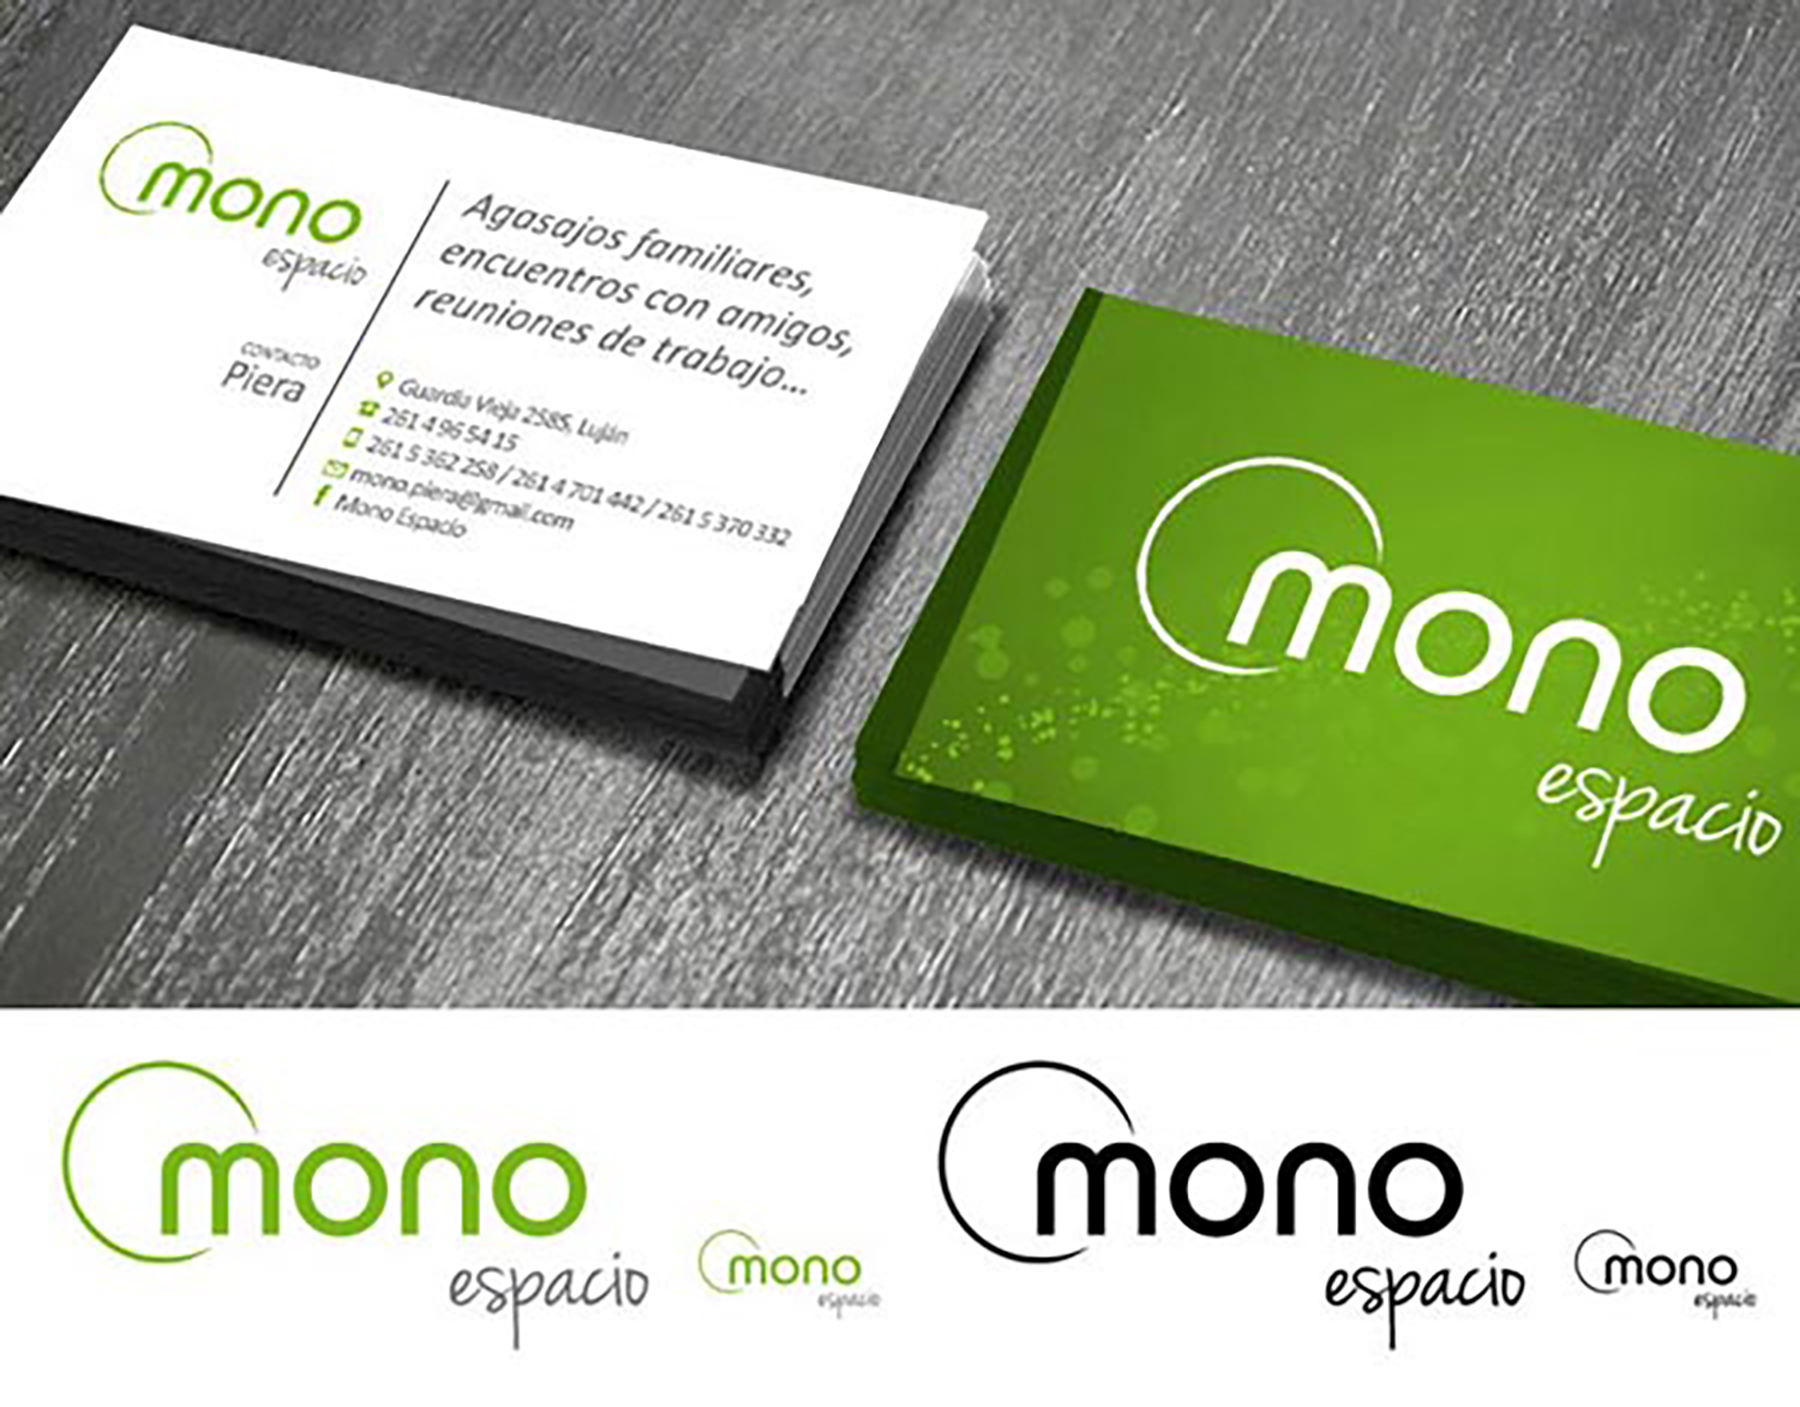 mono
espacio
CONTACTO
Piera
Agasajos familiares,
encuentros con amigos,
reuniones de trabajo...
Guardia Vieja 2585, Luján
261 4 96 54 15
261 5 362 258 / 261 4 701 442 / 261 5 370 332
mono.piera@gmail.com
Mono Espacio
mono
espacio
mono
espacio
mono
espacio
mono
espacio
mono
espacio